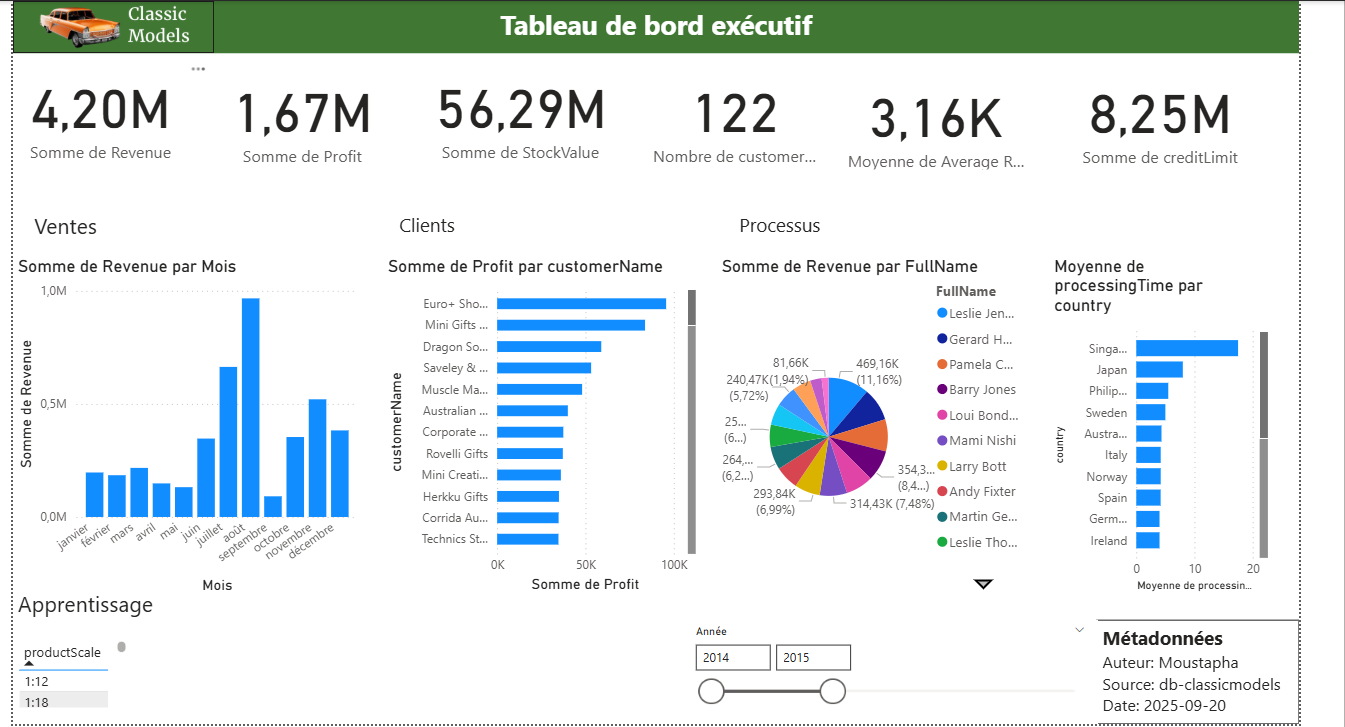 Classic
Models
Tableau de bord exécutif
4,20M
Somme de Revenue
1,67M
Somme de Profit
56,29M
Somme de StockValue
122
Nombre de customer...
3,16K
Moyenne de Average R...
8,25M
Somme de creditLimit
Ventes
Clients
Processus
Somme de Revenue par Mois
1,0M
0,5M
0,0M
Somme de Revenue
janvier
février
mars
avril
mai
juin
juillet
août
septembre
octobre
novembre
décembre
Mois
Somme de Profit par customerName
customerName
Euro+ Sho...
Mini Gifts ...
Dragon So...
Saveley & ...
Muscle Ma...
Australian ...
Corporate ...
Rovelli Gifts
Mini Creati...
Herkku Gifts
Corrida Au...
Technics St...
0K
50K
100K
Somme de Profit
Somme de Revenue par FullName
FullName
Leslie Jen...
Gerard H...
Pamela C...
Barry Jones
Loui Bond...
Mami Nishi
Larry Bott
Andy Fixter
Martin Ge...
Leslie Tho...
469,16K
(11,16%)
354,3...
(8,4...)
314,43K (7,48%)
293,84K
(6,99%)
264,...
(6,2...)
25...
(6...)
240,47K
(5,72%)
81,66K
(1,94%)
Moyenne de
processingTime par
country
country
Singa...
Japan
Philip...
Sweden
Austra...
Italy
Norway
Spain
Germ...
Ireland
0
10
20
Moyenne de processin...
Apprentissage
productScale
1:12
1:18
Année
2014
2015
Métadonnées
Auteur: Moustapha
Source: db-classicmodels
Date: 2025-09-20